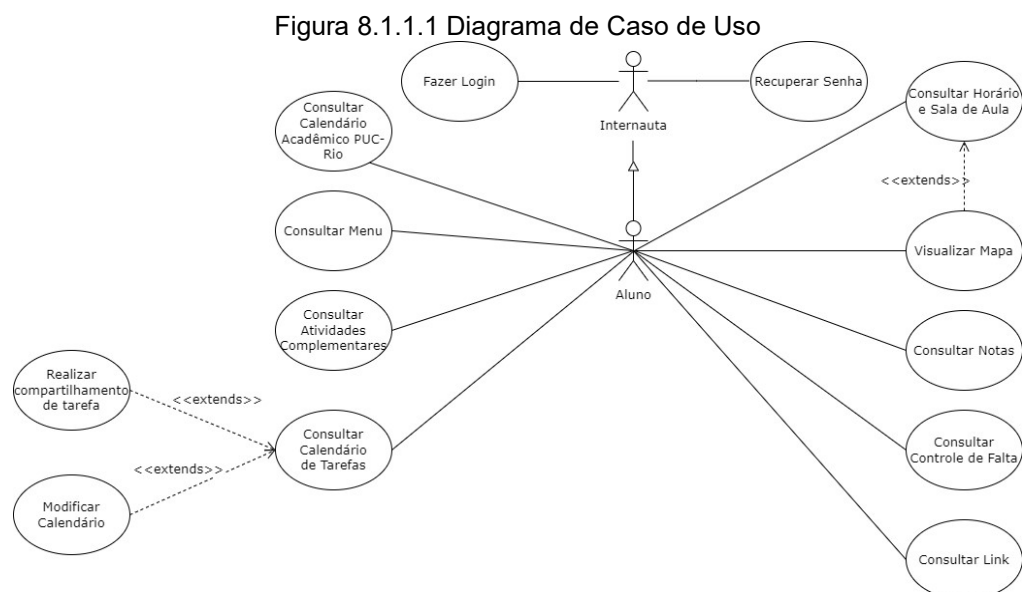 Figura 8.1.1.1 Diagrama de Caso de Uso
Fazer Login
Recuperar Senha
Internauta
Consultar
Calendário
Acadêmico PUC-
Rio
Consultar Horário
e Sala de Aula
<<extends>>
Consultar Menu
Visualizar Mapa
Aluno
Consultar
Atividades
Complementares
Consultar Notas
Realizar
compartilhamento
de tarefa
<<extends>>
Consultar
Calendário
de Tarefas
Consultar
Controle de Falta
<<extends>>
Modificar
Calendário
Consultar Link